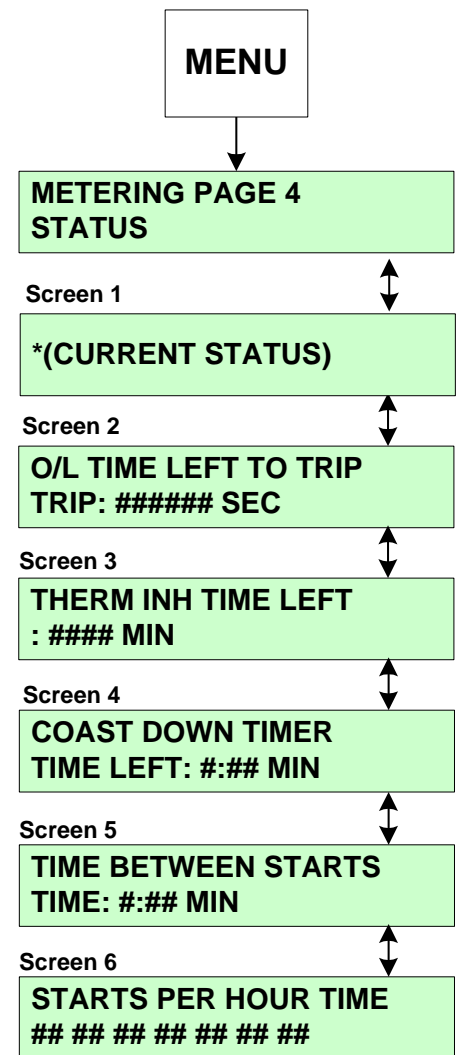 MENU
METERING PAGE 4
STATUS
Screen 1
*(CURRENT STATUS)
Screen 2
O/L TIME LEFT TO TRIP
TRIP: ###### SEC
Screen 3
THERM INH TIME LEFT
: #### MIN
Screen 4
COAST DOWN TIMER
TIME LEFT: #:## MIN
Screen 5
TIME BETWEEN STARTS
TIME: #:## MIN
Screen 6
STARTS PER HOUR TIME
## ## ## ## ## ## ##